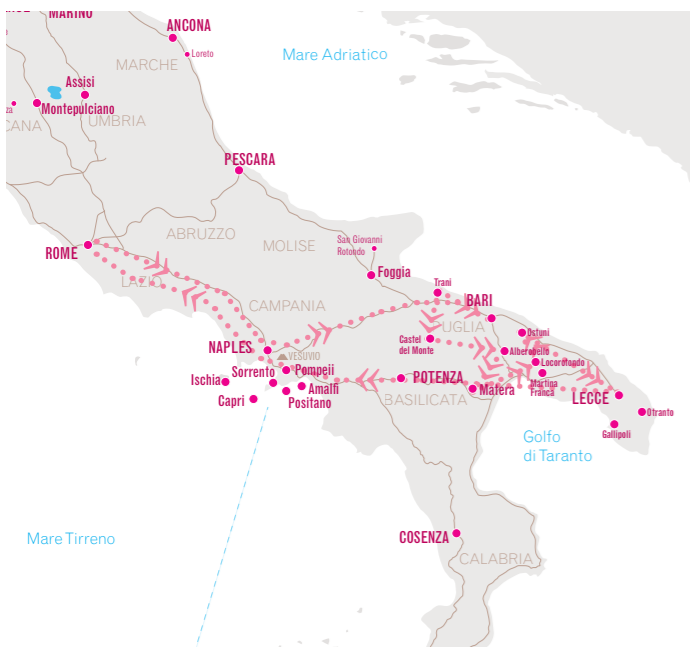 MARINO
ANCONA
Loreto
MARCHE
Mare Adriatico
Assisi
Montepulciano
za
CANA
UMBRIA
PESCARA
ABRUZZO
MOLISE
San Giovanni
Rotondo
ROME
Foggia
LAZIO
Trani
CAMPANIA
BARI
PUGLIA
Ostuni
NAPLES
VESUVIO
Castel
del Monte
Alberobello
Locorotondo
Pompeii
Sorrento
Ischia
POTENZA
Martina
Franca
Amalfi
Matera
LECCE
Capri
Positano
BASILICATA
Otranto
Gallipoli
Golfo
di Taranto
Mare Tirreno
COSENZA
CALABRIA